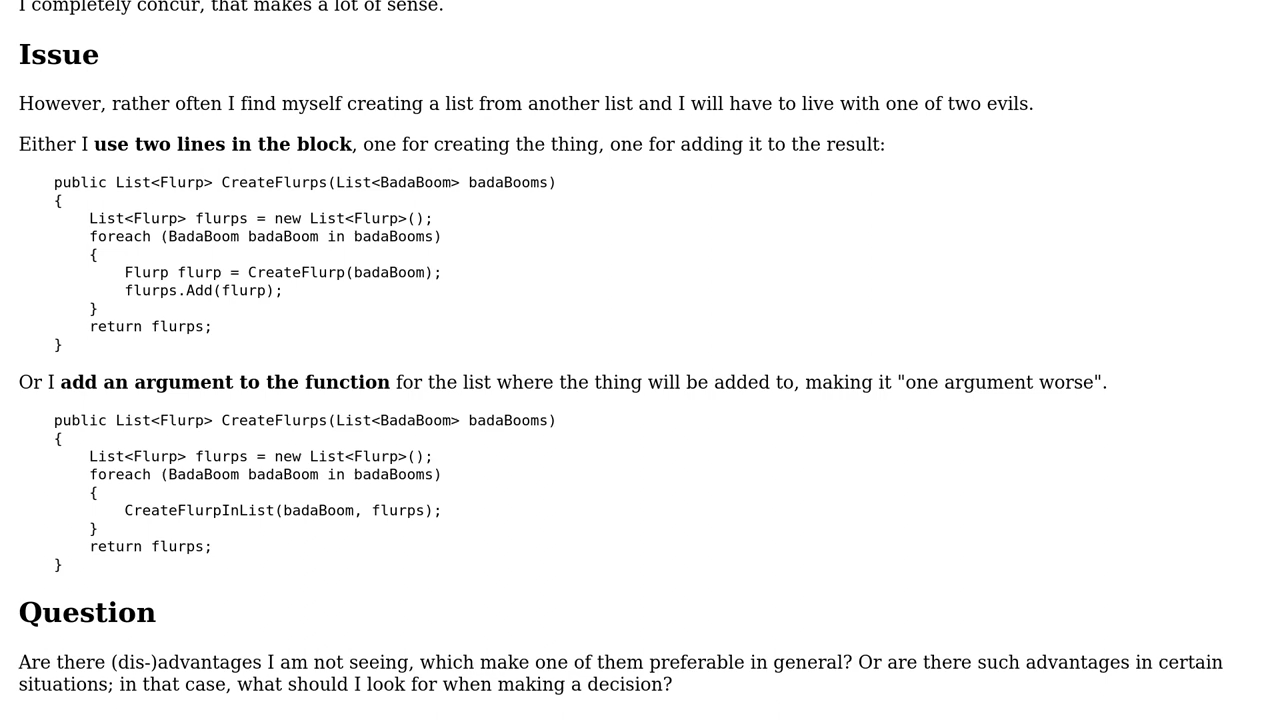 I completely concur, that makes a lot of sense.
Issue
However, rather often I find myself creating a list from another list and I will have to live with one of two evils.
Either I use two lines in the block, one for creating the thing, one for adding it to the result:
public List<Flurp> CreateFlurps(List<BadaBoom> badaBooms)
{
    List<Flurp> flurps = new List<Flurp>();
    foreach (BadaBoom badaBoom in badaBooms)
    {
        Flurp flurp = CreateFlurp(badaBoom);
        flurps.Add(flurp);
    }
    return flurps;
}
Or I add an argument to the function for the list where the thing will be added to, making it "one argument worse".
public List<Flurp> CreateFlurps(List<BadaBoom> badaBooms)
{
    List<Flurp> flurps = new List<Flurp>();
    foreach (BadaBoom badaBoom in badaBooms)
    {
        CreateFlurpInList(badaBoom, flurps);
    }
    return flurps;
}
Question
Are there (dis-)advantages I am not seeing, which make one of them preferable in general? Or are there such advantages in certain
situations; in that case, what should I look for when making a decision?